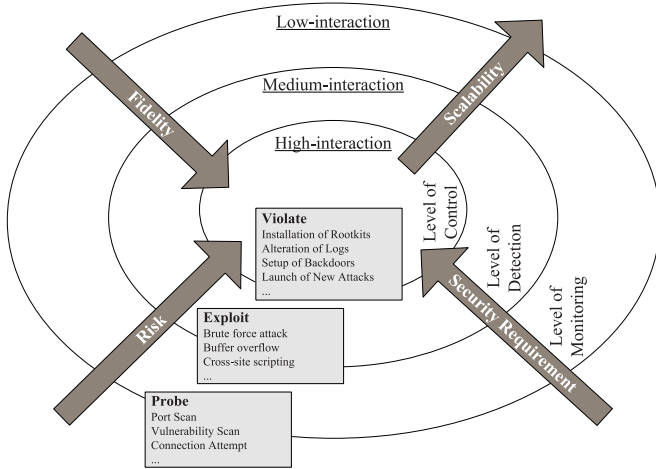 Low-interaction
Medium-interaction
High-interaction
Fidelity
Scalability
Violate
Installation of Rootkits
Alteration of Logs
Setup of Backdoors
Launch of New Attacks
...
Level of
Control
Level of
Detection
Level of
Monitoring
Risk
Security Requirement
Exploit
Brute force attack
Buffer overflow
Cross-site scripting
...
Probe
Port Scan
Vulnerability Scan
Connection Attempt
...